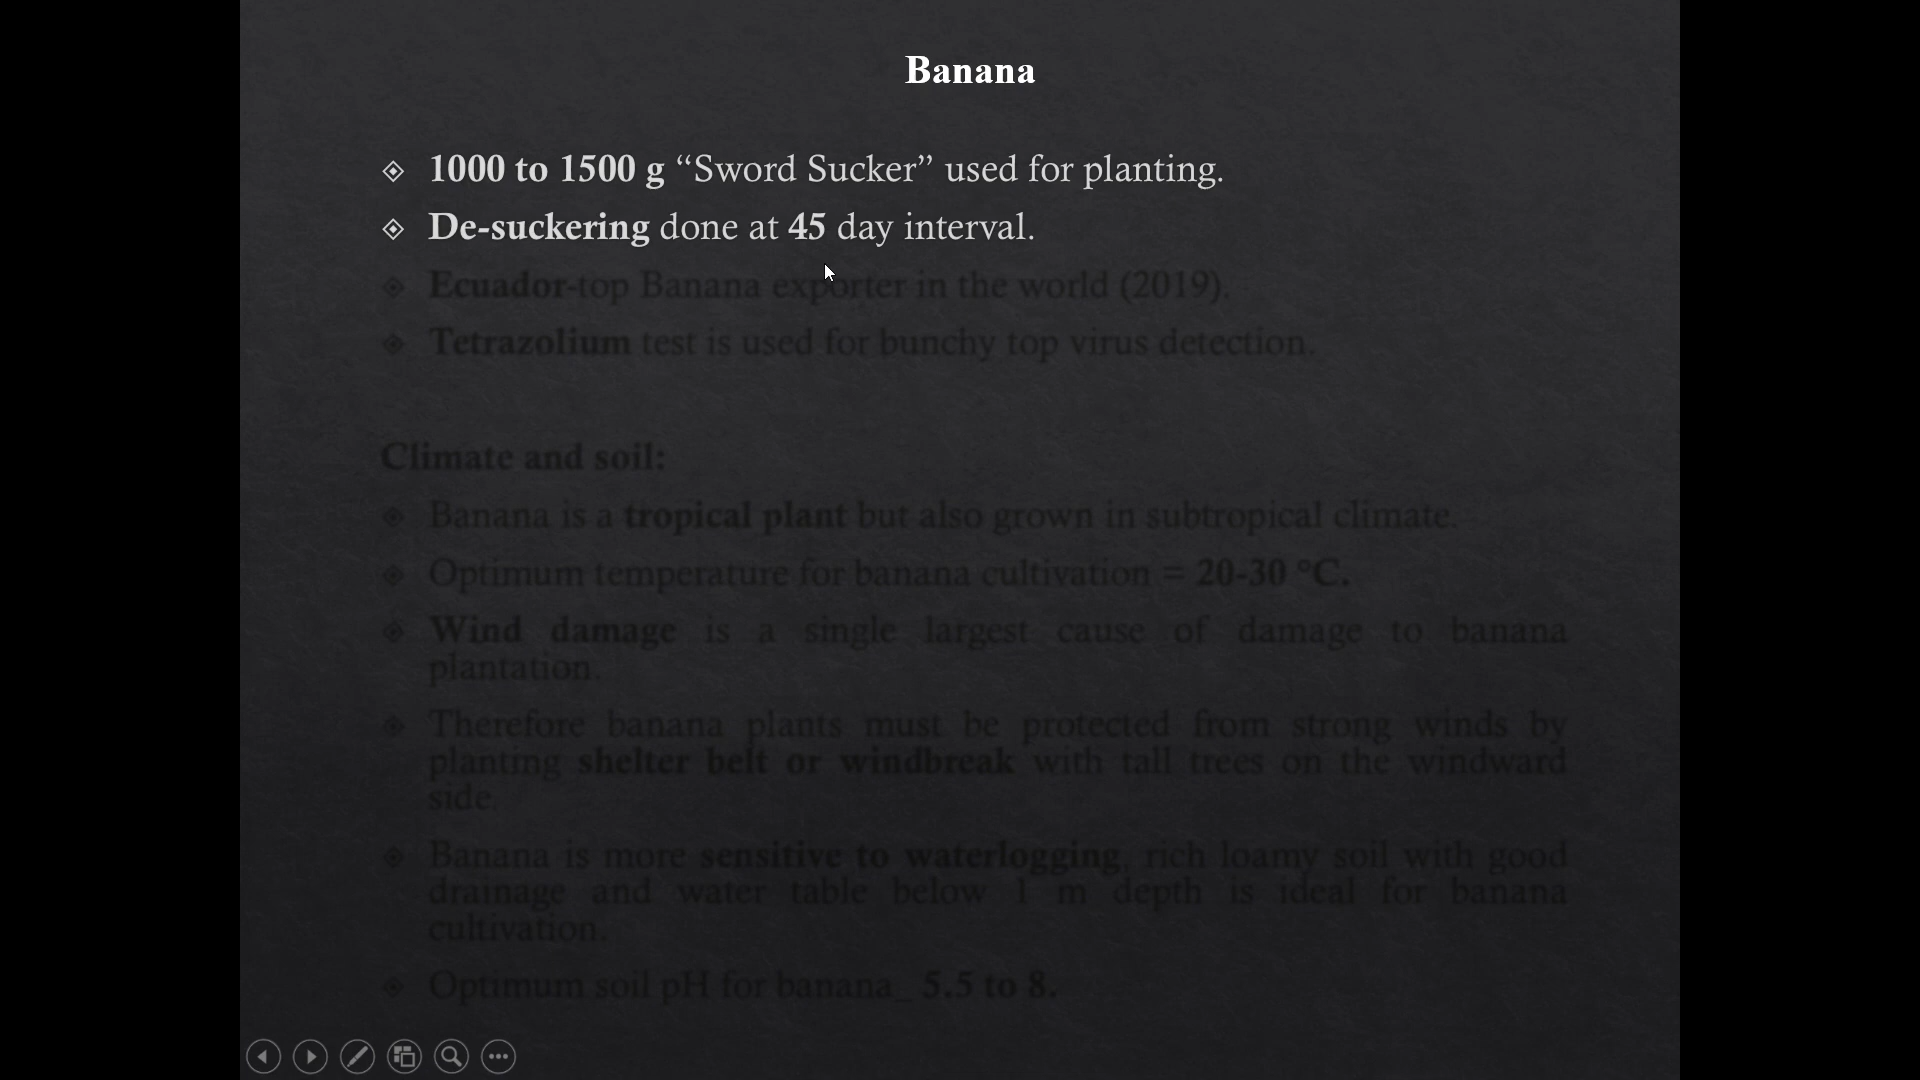 Banana
1000 to 1500 g “Sword Sucker” used for planting.
De-suckering done at 45 day interval.
Ecuador-top Banana exporter in the world (2019).
Tetrazolium test is used for bunchy top virus detection.
Climate and soil:
Banana is a tropical plant but also grown in subtropical climate.
Optimum temperature for banana cultivation = 20-30 °C.
Wind damage is a single largest cause of damage to banana
plantation.
Therefore banana plants must be protected from strong winds by
planting shelter belt or windbreak with tall trees on the windward
side.
Banana is more sensitive to waterlogging, rich loamy soil with good
drainage and water table below 1 m depth is ideal for banana
cultivation.
Optimum soil pH for banana_ 5.5 to 8.